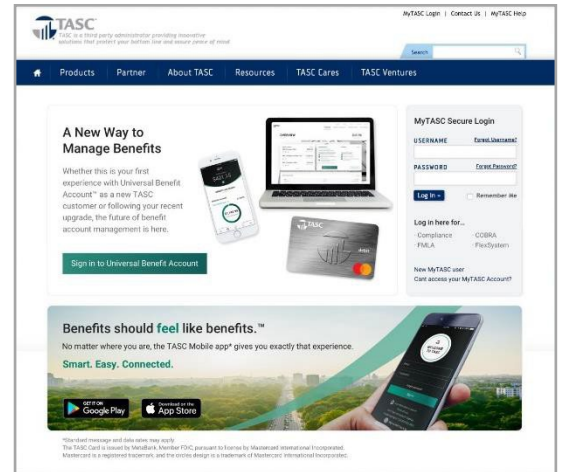 MyTASC Login | Contact Us | MyTASC Help
TASC
TASC is a third party administrator providing innovative
solutions that protect your bottom line and secure peace of mind
Search
Products Partner About TASC Resources TASC Cares TASC Ventures
A New Way to
Manage Benefits
Whether this is your first
experience with Universal Benefit
Account™ as a new TASC
customer or following your recent
upgrade, the future of benefit
account management is here.
Sign in to Universal Benefit Account
OVERVIEW
TASC
debit
MyTASC Secure Login
USERNAME Forgot Username?
PASSWORD Forgot Password?
Log In
Remember Me
Log in here for..
· Compliance · COBRA
· FMLA · FlexSystem
New MyTASC user
Cant access your MyTASC Account?
Benefits should feel like benefits.™
No matter where you are, the TASC Mobile app* gives you exactly that experience.
Smart. Easy. Connected.
GET IT ON
Google Play
Download on the
App Store
*Standard message and data rates may apply.
The TASC Card is issued by MetaBank, Member FDIC, pursuant to license by Mastercard International Incorporated.
Mastercard is a registered trademark, and the circles design is a trademark of Mastercard International Incorporated.